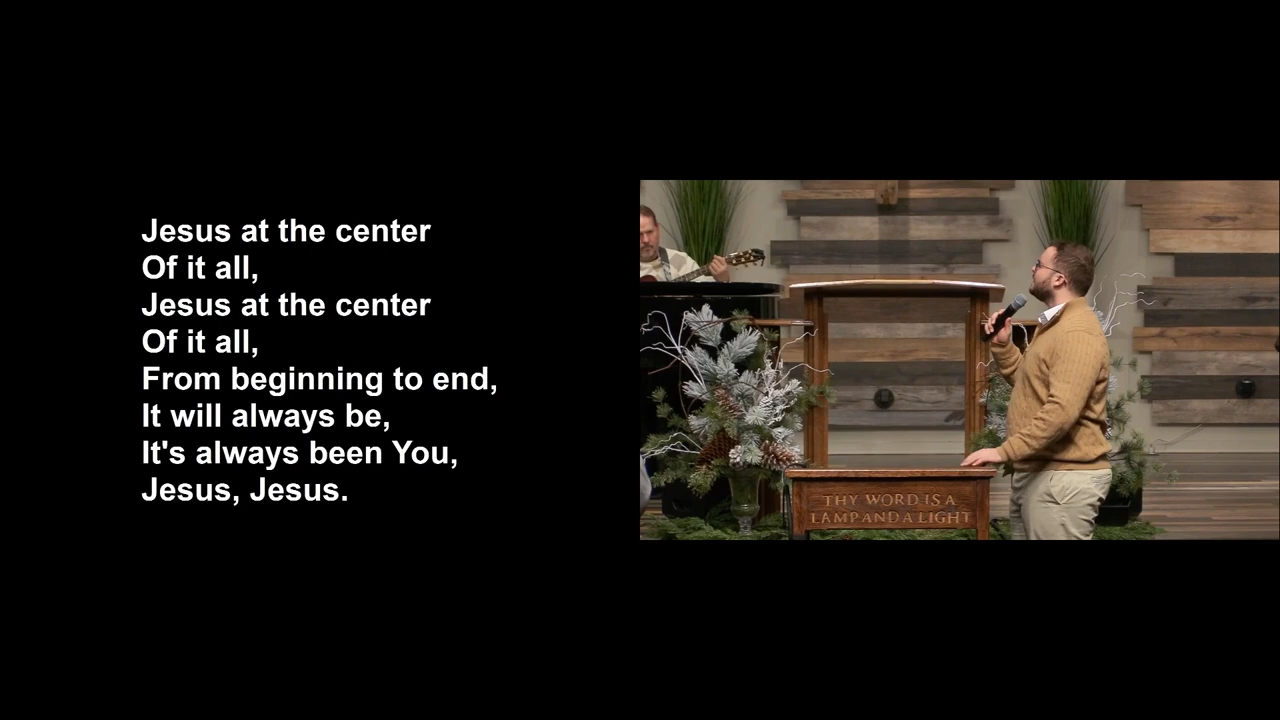 Jesus at the center
Of it all,
Jesus at the center
Of it all,
From beginning to end,
It will always be,
It's always been You,
Jesus, Jesus.
THY WORD IS A
LAMP AND A LIGHT